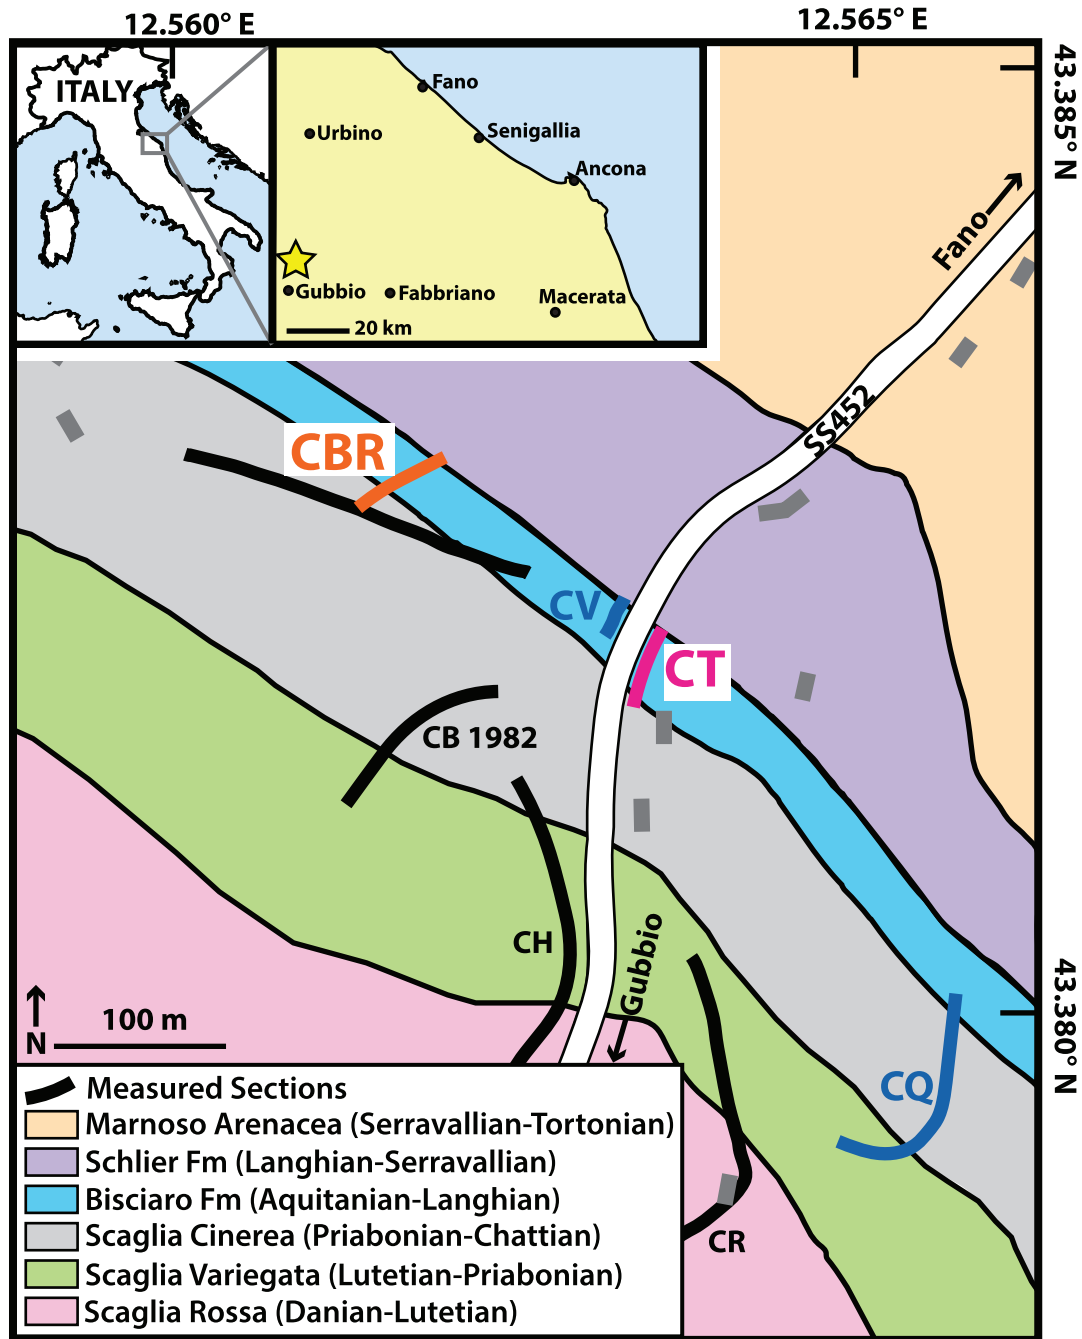 12.560° E
12.565° E
43.385° N
ITALY
Fano
Urbino
Senigallia
Ancona
Gubbio
Fabbriano
Macerata
20 km
Fano
SS452
CBR
CV
CT
CB 1982
CH
Gubbio
43.380° N
100 m
N
CQ
CR
Measured Sections
Marnoso Arenacea (Serravallian-Tortonian)
Schlier Fm (Langhian-Serravallian)
Bisciaro Fm (Aquitanian-Langhian)
Scaglia Cinerea (Priabonian-Chattian)
Scaglia Variegata (Lutetian-Priabonian)
Scaglia Rossa (Danian-Lutetian)